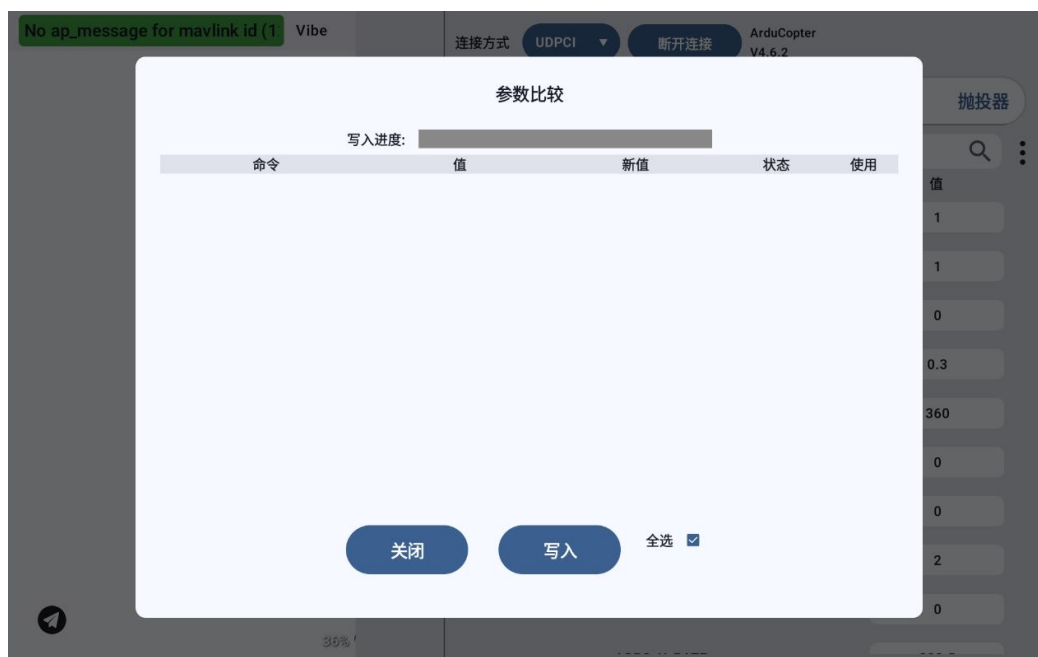 No ap_message for mavlink id (1
Vibe
连接方式 UDPCI 断开连接
ArduCopter
V4.6.2
参数比较
抛投器
写入进度:
命令 值 新值 状态 使用
值
1
1
0
0.3
360
0
0
2
0
关闭 写入 全选
36%